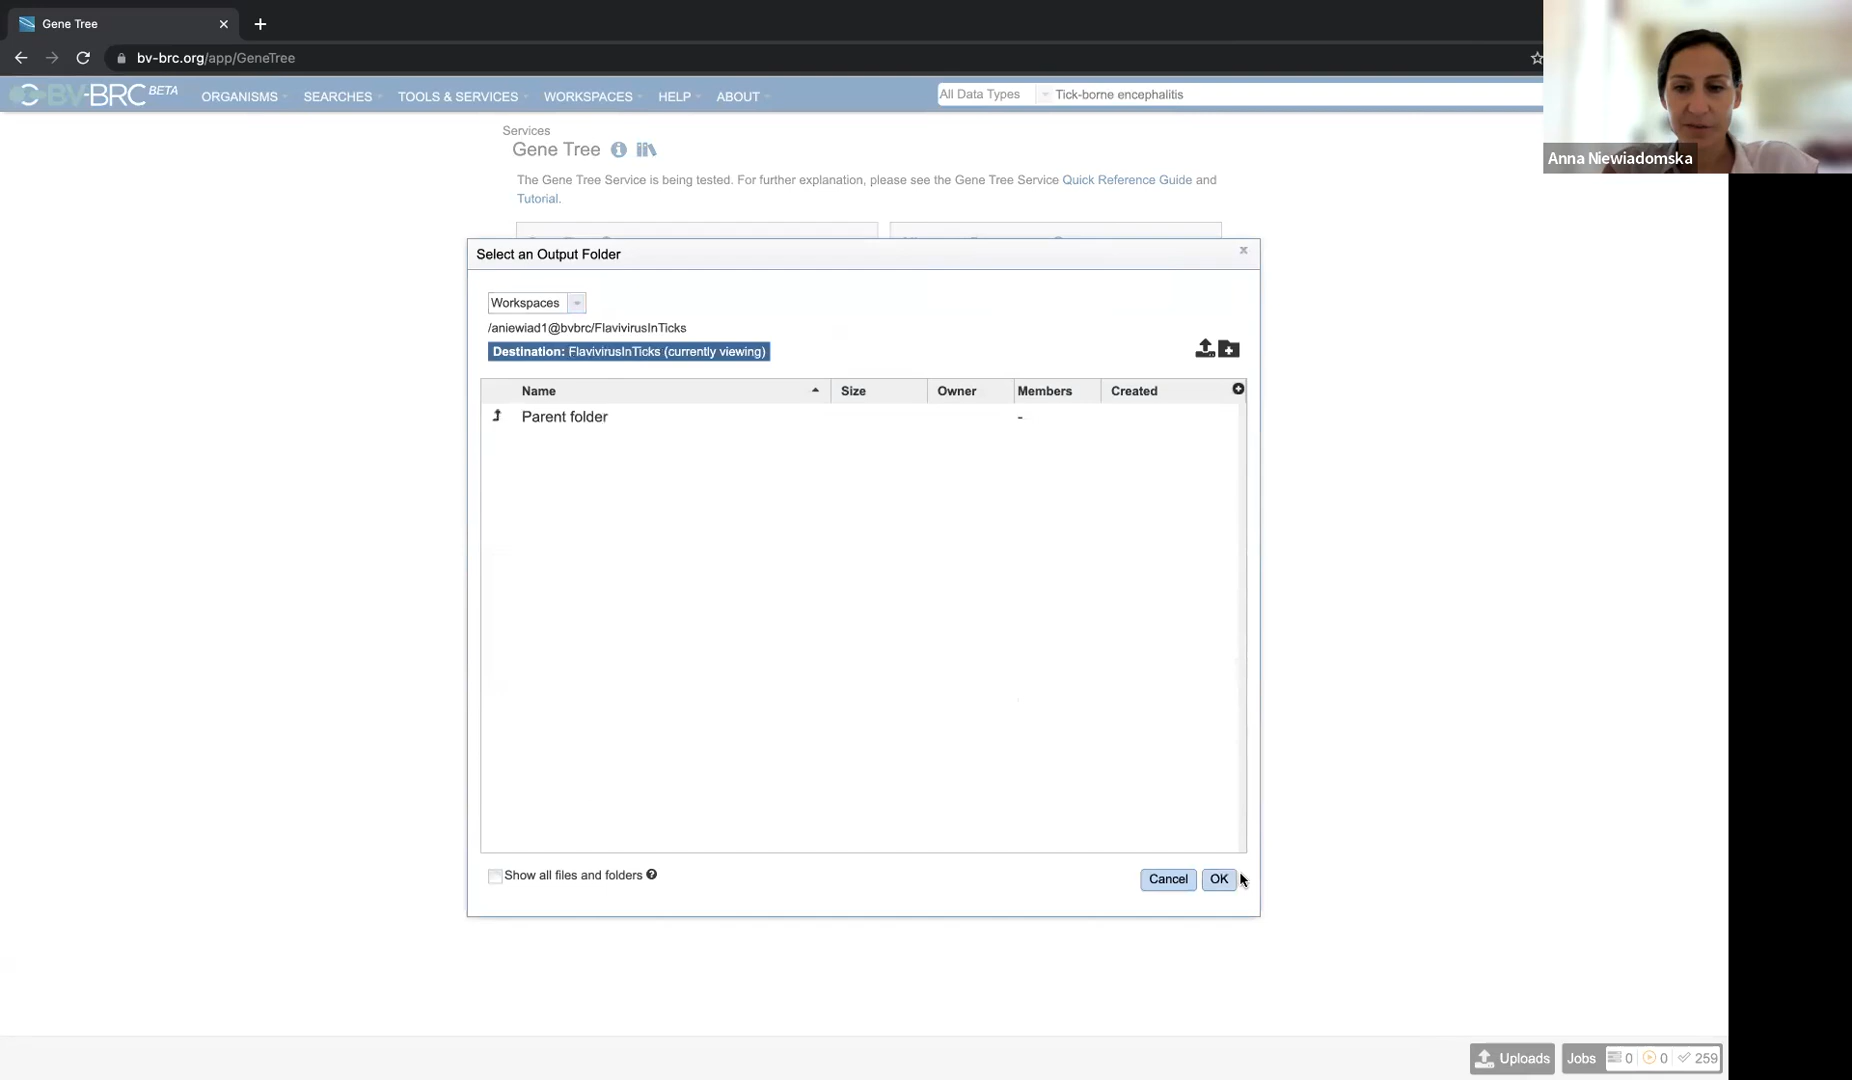 Gene Tree
bv-brc.org/app/GeneTree
BV-BRC BETA ORGANISMS SEARCHES TOOLS & SERVICES WORKSPACES HELP ABOUT All Data Types Tick-borne encephalitis
Anna Niewiadomska
Services
Gene Tree
The Gene Tree Service is being tested. For further explanation, please see the Gene Tree Service Quick Reference Guide and
Tutorial.
Select an Output Folder
Workspaces
/aniewiad1@bvbrc/FlavivirusInTicks
Destination: FlavivirusInTicks (currently viewing)
Name Size Owner Members Created
Parent folder -
Show all files and folders
Cancel OK
Uploads Jobs 0 0 259